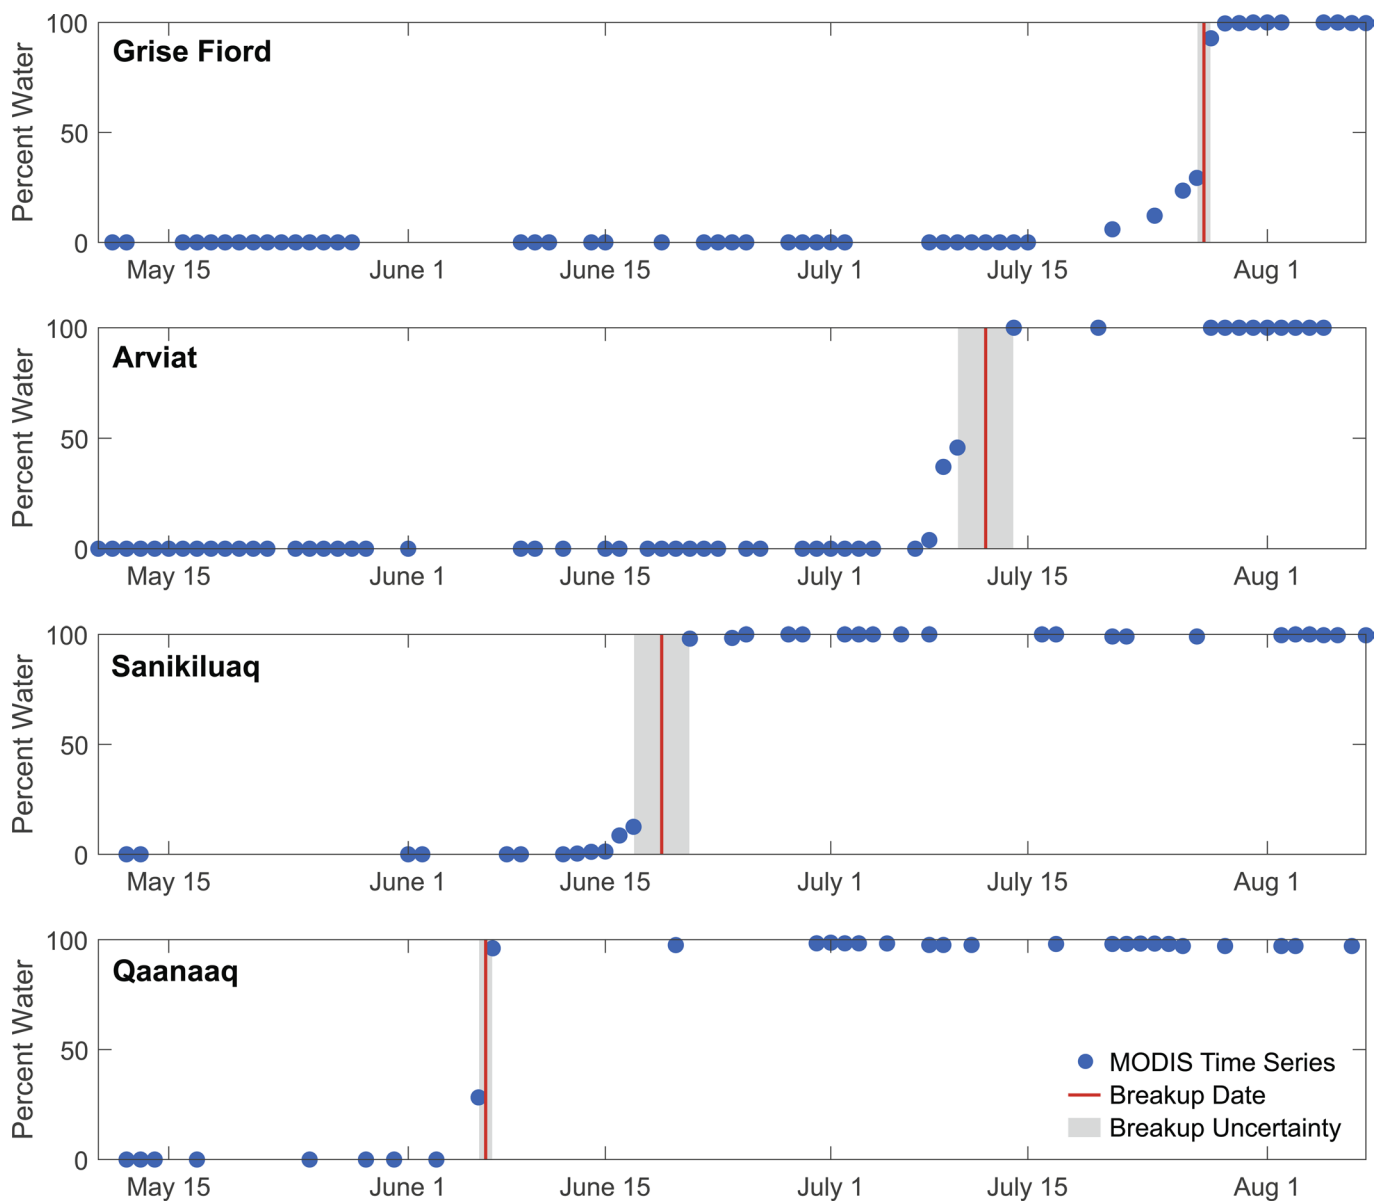 Grise Fiord
Percent Water
100
50
0
May 15 June 1 June 15 July 1 July 15 Aug 1
Arviat
Percent Water
100
50
0
May 15 June 1 June 15 July 1 July 15 Aug 1
Sanikiluaq
Percent Water
100
50
0
May 15 June 1 June 15 July 1 July 15 Aug 1
Qaanaaq
Percent Water
100
50
0
May 15 June 1 June 15 July 1 July 15 Aug 1
MODIS Time Series
Breakup Date
Breakup Uncertainty